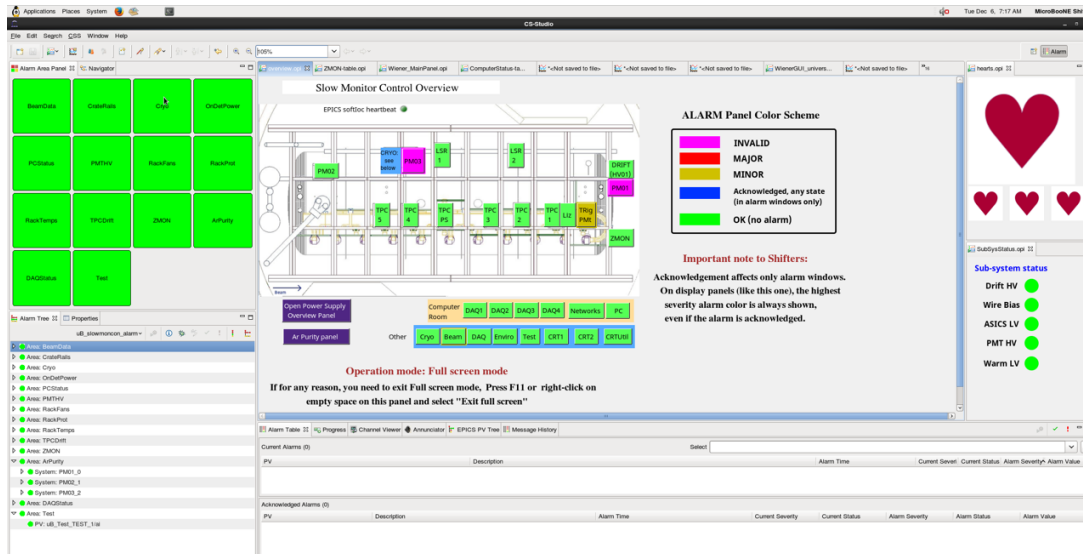 Applications Places System
Tue Dec 6, 7:17 AM MicroBooNE Shi
CS-Studio
File Edit Search CSS Window Help
105%
Alarm
Alarm Area Panel Navigator
BeamData CrateRails Cryo OnDetPower
PCStatus PMTHV RackFans RackProt
RackTemps TPCDrift ZMON ArPurity
DAQStatus Test
Alarm Tree Properties
uB_slowmoncon_alarm
Area: BeamData
Area: CrateRails
Area: Cryo
Area: OnDetPower
Area: PCStatus
Area: PMTHV
Area: RackFans
Area: RackProt
Area: RackTemps
Area: TPCDrift
Area: ZMON
Area: ArPurity
System: PM01_0
System: PM02_1
System: PM03_2
Area: DAQStatus
Area: Test
PV: uB_Test_TEST_1/ai
overview.opi ZMON-table.opi Wiener_MainPanel.opi ComputerStatus-ta... *<Not saved to file> *<Not saved to file> *<Not saved to file> WienerGUI_univers... *<Not saved to file>
Slow Monitor Control Overview
EPICS softIoc heartbeat
PM02
CRYO:
see
below
PM03
LSR
1
LSR
2
DRIFT
(HV01)
PM01
TPC
5
TPC
4
TPC
PS
TPC
3
TPC
2
TPC
1
Liz
TRig
PMt
ZMON
Beam
Open Power Supply
Overview Panel
Computer
Room
DAQ1 DAQ2 DAQ3 DAQ4 Networks PC
Ar Purity panel
Other Cryo Beam DAQ Enviro Test CRT1 CRT2 CRTUtil
Operation mode: Full screen mode
If for any reason, you need to exit Full screen mode, Press F11 or right-click on
empty space on this panel and select "Exit full screen"
ALARM Panel Color Scheme
INVALID
MAJOR
MINOR
Acknowledged, any state
(in alarm windows only)
OK (no alarm)
Important note to Shifters:
Acknowledgement affects only alarm windows.
On display panels (like this one), the highest
severity alarm color is always shown,
even if the alarm is acknowledged.
hearts.opi
SubSysStatus.opi
Sub-system status
Drift HV
Wire Bias
ASICS LV
PMT HV
Warm LV
Alarm Table Progress Channel Viewer Annunciator EPICS PV Tree Message History
Current Alarms (0) Select
PV Description Alarm Time Current Severi Current Status Alarm Severity Alarm Value
Acknowledged Alarms (0)
PV Description Alarm Time Current Severity Current Status Alarm Severity Alarm Status Alarm Value